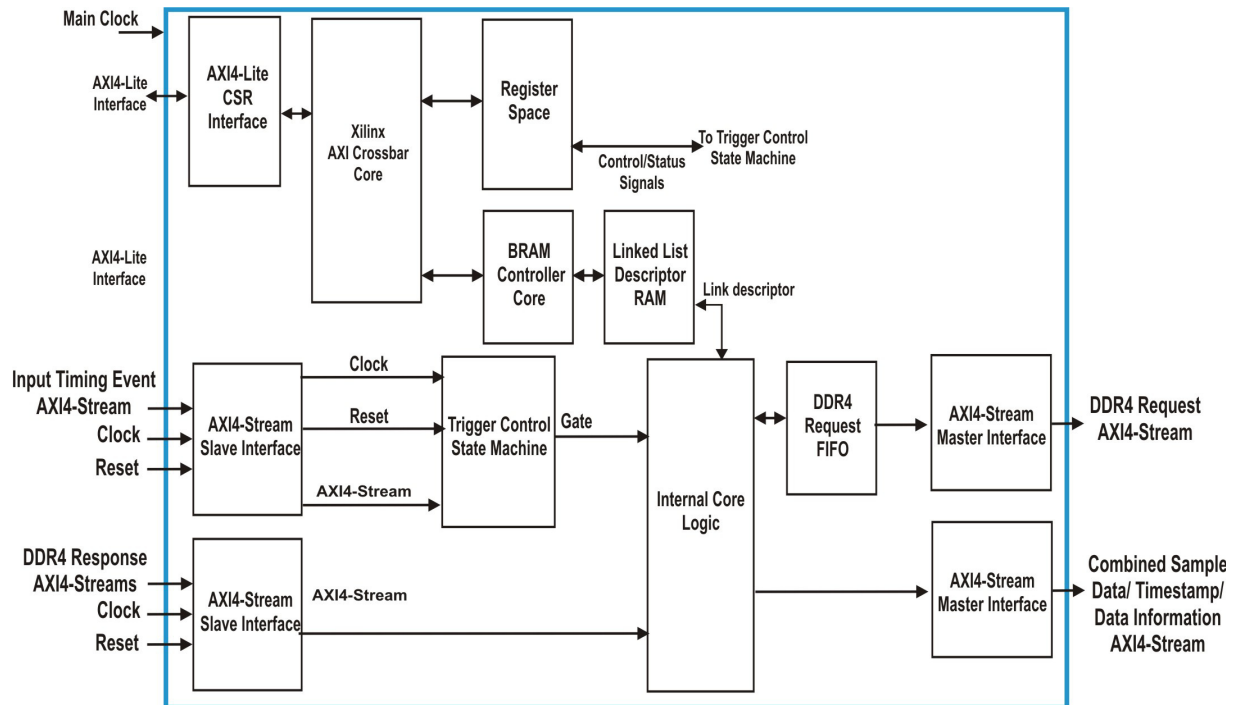 Main Clock
AXI4-Lite
Interface
AXI4-Lite
CSR
Interface
Xilinx
AXI Crossbar
Core
Register
Space
To Trigger Control
State Machine
Control/Status
Signals
AXI4-Lite
Interface
BRAM
Controller
Core
Linked List
Descriptor
RAM
Link descriptor
Input Timing Event
AXI4-Stream
Clock
Reset
AXI4-Stream
Slave Interface
Clock
Reset
AXI4-Stream
Trigger Control
State Machine
Gate
Internal Core
Logic
DDR4
Request
FIFO
AXI4-Stream
Master Interface
DDR4 Request
AXI4-Stream
DDR4 Response
AXI4-Streams
Clock
Reset
AXI4-Stream
Slave Interface
AXI4-Stream
AXI4-Stream
Master Interface
Combined Sample
Data/ Timestamp/
Data Information
AXI4-Stream